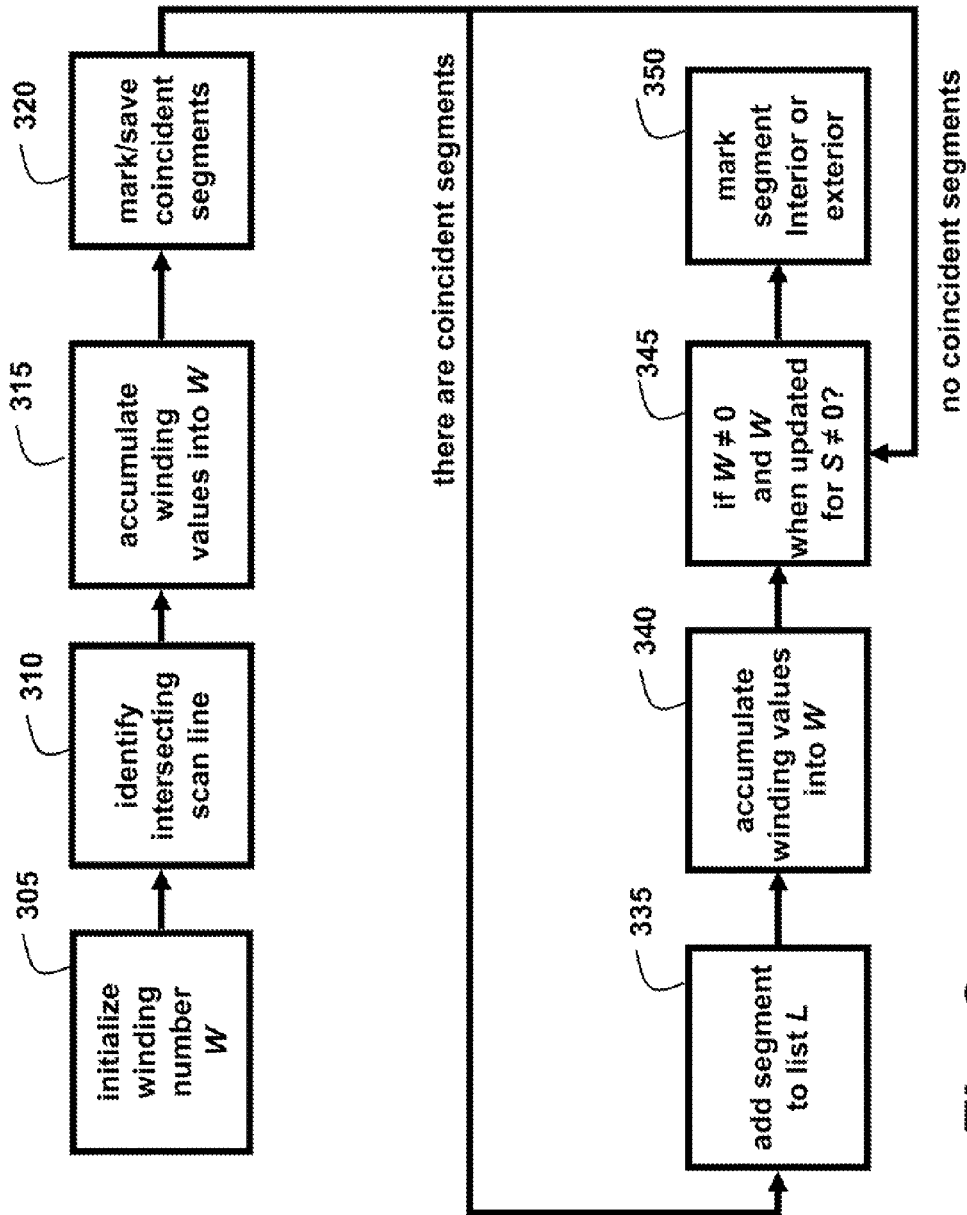 305
initialize
winding
number
W
310
identify
intersecting
scan line
315
accumulate
winding
values into W
320
mark/save
coincident
segments
there are coincident segments
335
add segment
to list L
340
accumulate
winding values
into W
345
if W ≠ 0
and W
when updated
for S ≠ 0?
350
mark
segment
Interior or
exterior
no coincident segments